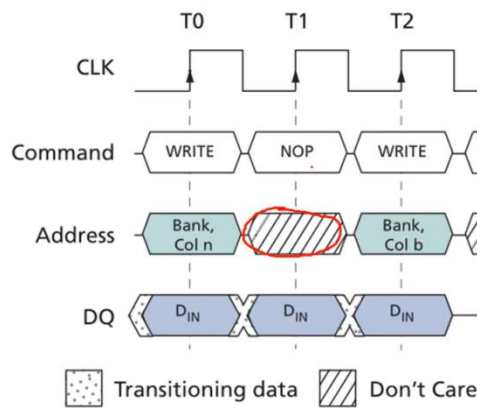 T0 T1 T2
CLK
Command WRITE NOP WRITE
Address Bank, Col n Bank, Col b
DQ DIN DIN DIN
Transitioning data Don't Care